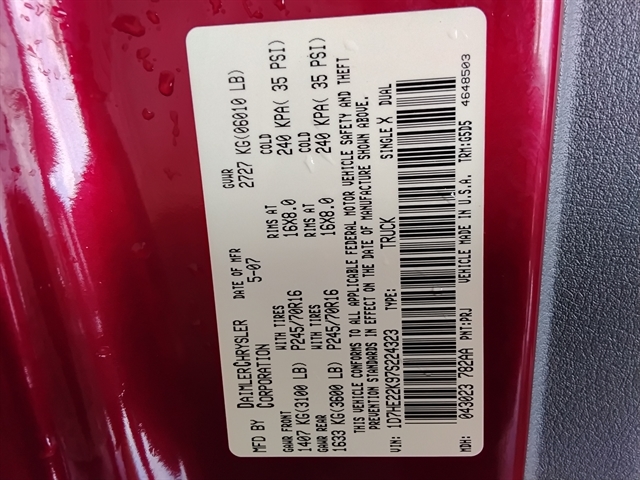 MFD BY DAIMLERCHRYSLER CORPORATION DATE OF MFR 5-07 GVWR 2727 KG(06010 LB)
GAWR FRONT 1407 KG(3100 LB) WITH TIRES P245/70R16 RIMS AT 16X8.0 COLD 240 KPA( 35 PSI)
GAWR REAR 1633 KG(3600 LB) WITH TIRES P245/70R16 RIMS AT 16X8.0 COLD 240 KPA( 35 PSI)
THIS VEHICLE CONFORMS TO ALL APPLICABLE FEDERAL MOTOR VEHICLE SAFETY AND THEFT
PREVENTION STANDARDS IN EFFECT ON THE DATE OF MANUFACTURE SHOWN ABOVE.
VIN: 1D7HE22K97S224323 TYPE: TRUCK SINGLE X DUAL
MDH: 043023 782AA PNT:PRJ VEHICLE MADE IN U.S.A. TRM:G5D5
4648503